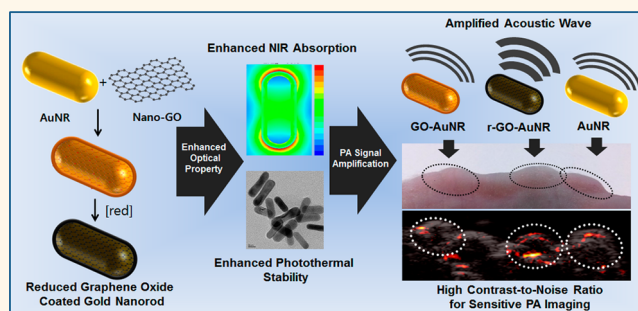 AuNR
+
Nano-GO
[red]
Reduced Graphene Oxide
Coated Gold Nanorod
Enhanced
Optical
Property
Enhanced NIR Absorption
Enhanced Photothermal
Stability
PA Signal
Amplification
Amplified Acoustic Wave
GO-AuNR
r-GO-AuNR
AuNR
High Contrast-to-Noise Ratio
for Sensitive PA Imaging